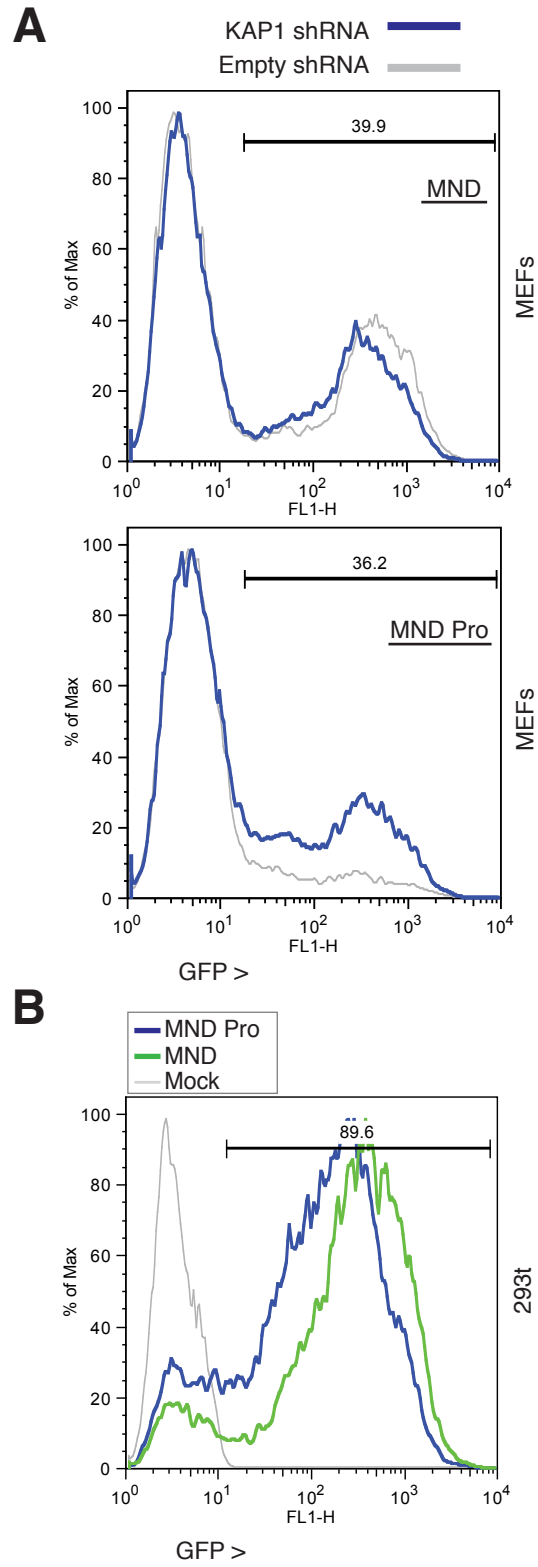 A
KAP1 shRNA
Empty shRNA
100
80
60
40
20
0
% of Max
39.9
MND
MEFs
10^0 10^1 10^2 10^3 10^4
FL1-H
100
80
60
40
20
0
% of Max
36.2
MND Pro
MEFs
10^0 10^1 10^2 10^3 10^4
FL1-H
GFP >
B
MND Pro
MND
Mock
100
80
60
40
20
0
% of Max
89.6
293t
10^0 10^1 10^2 10^3 10^4
FL1-H
GFP >